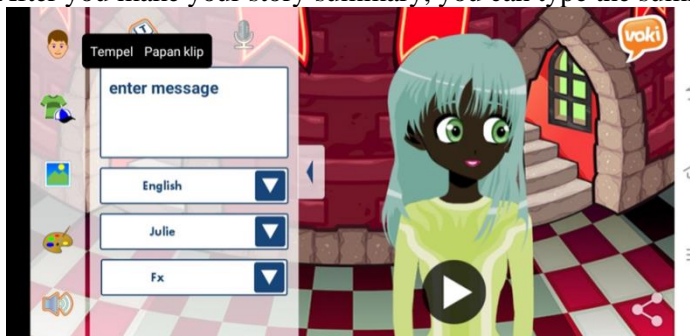 After you make your story summary, you can type the
T
voki
Tempel Papan klip
enter message
English
Julie
Fx